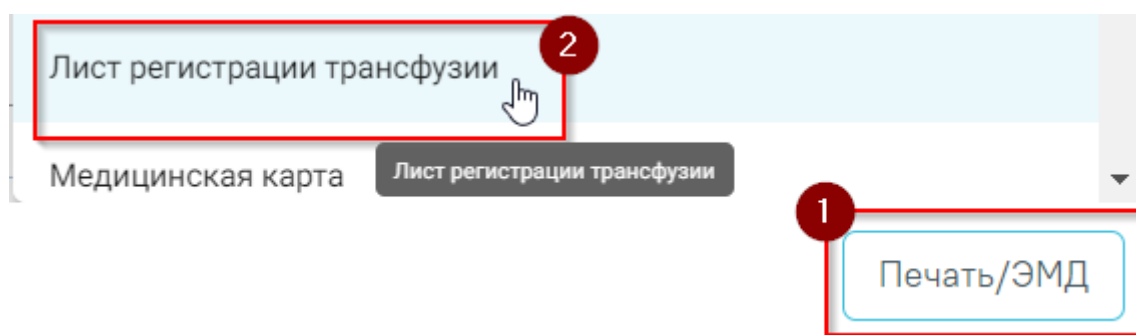 Лист регистрации трансфузии
2
Медицинская карта
Лист регистрации трансфузии
1
Печать/ЭМД